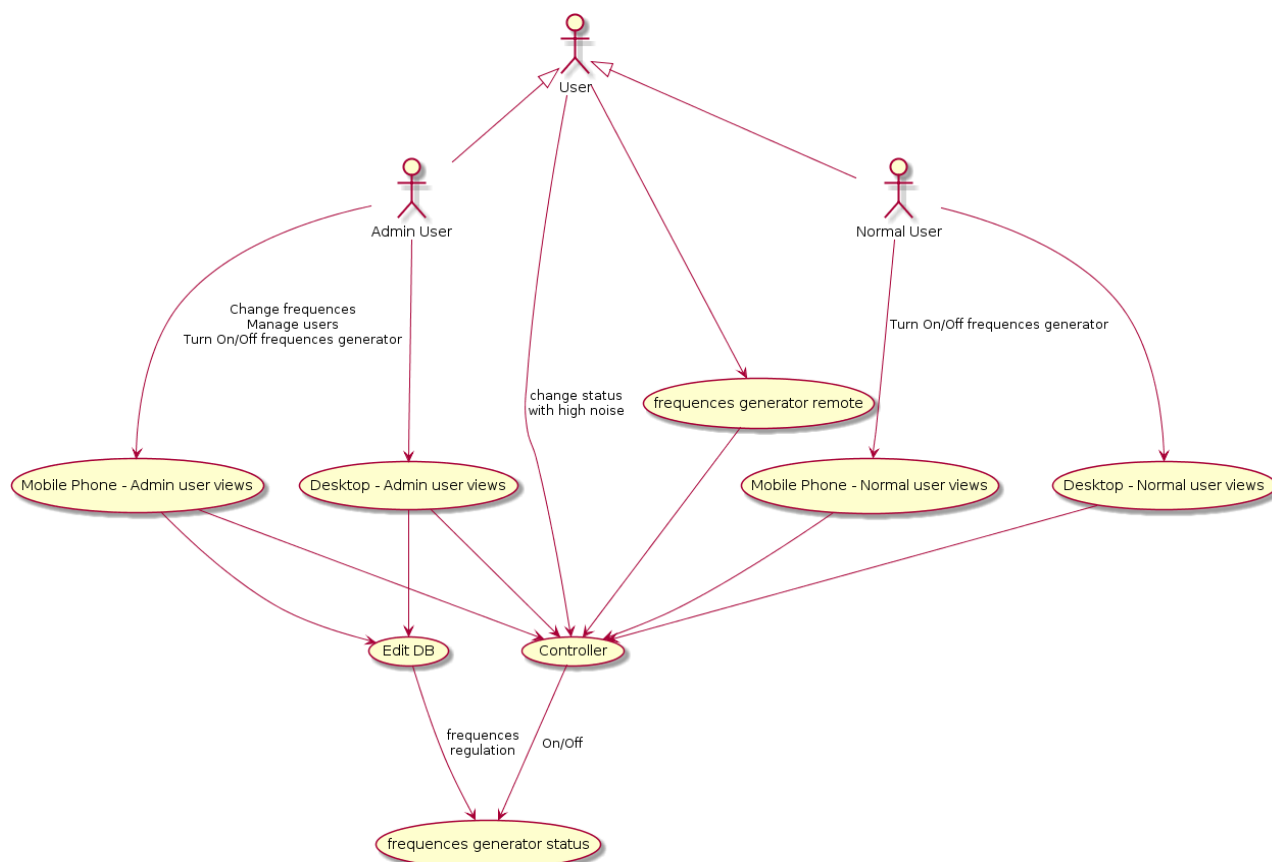 User
Admin User
Normal User
Change frequences
Manage users
Turn On/Off frequences generator
Turn On/Off frequences generator
change status
with high noise
frequences generator remote
Mobile Phone - Admin user views
Desktop - Admin user views
Mobile Phone - Normal user views
Desktop - Normal user views
Edit DB
Controller
frequences
regulation
On/Off
frequences generator status